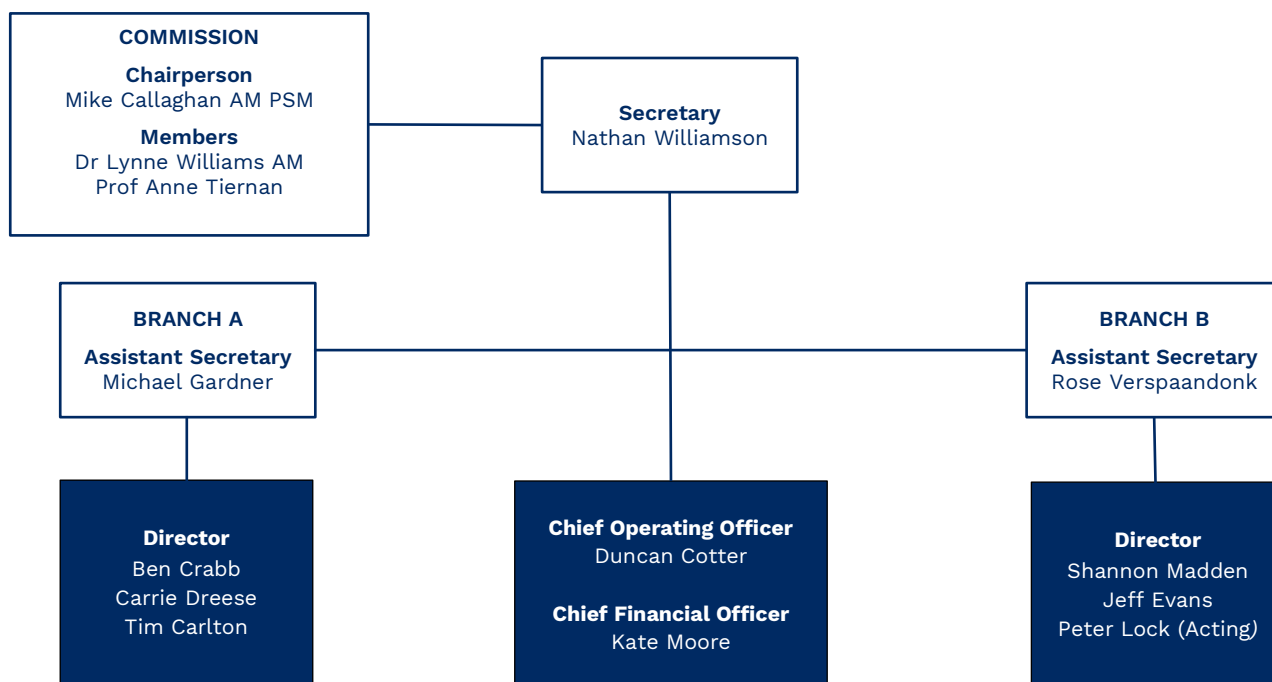 COMMISSION
Chairperson
Mike Callaghan AM PSM
Members
Dr Lynne Williams AM
Prof Anne Tiernan
Secretary
Nathan Williamson
BRANCH A
Assistant Secretary
Michael Gardner
BRANCH B
Assistant Secretary
Rose Verspaandonk
Director
Ben Crabb
Carrie Dreese
Tim Carlton
Chief Operating Officer
Duncan Cotter
Chief Financial Officer
Kate Moore
Director
Shannon Madden
Jeff Evans
Peter Lock (Acting)